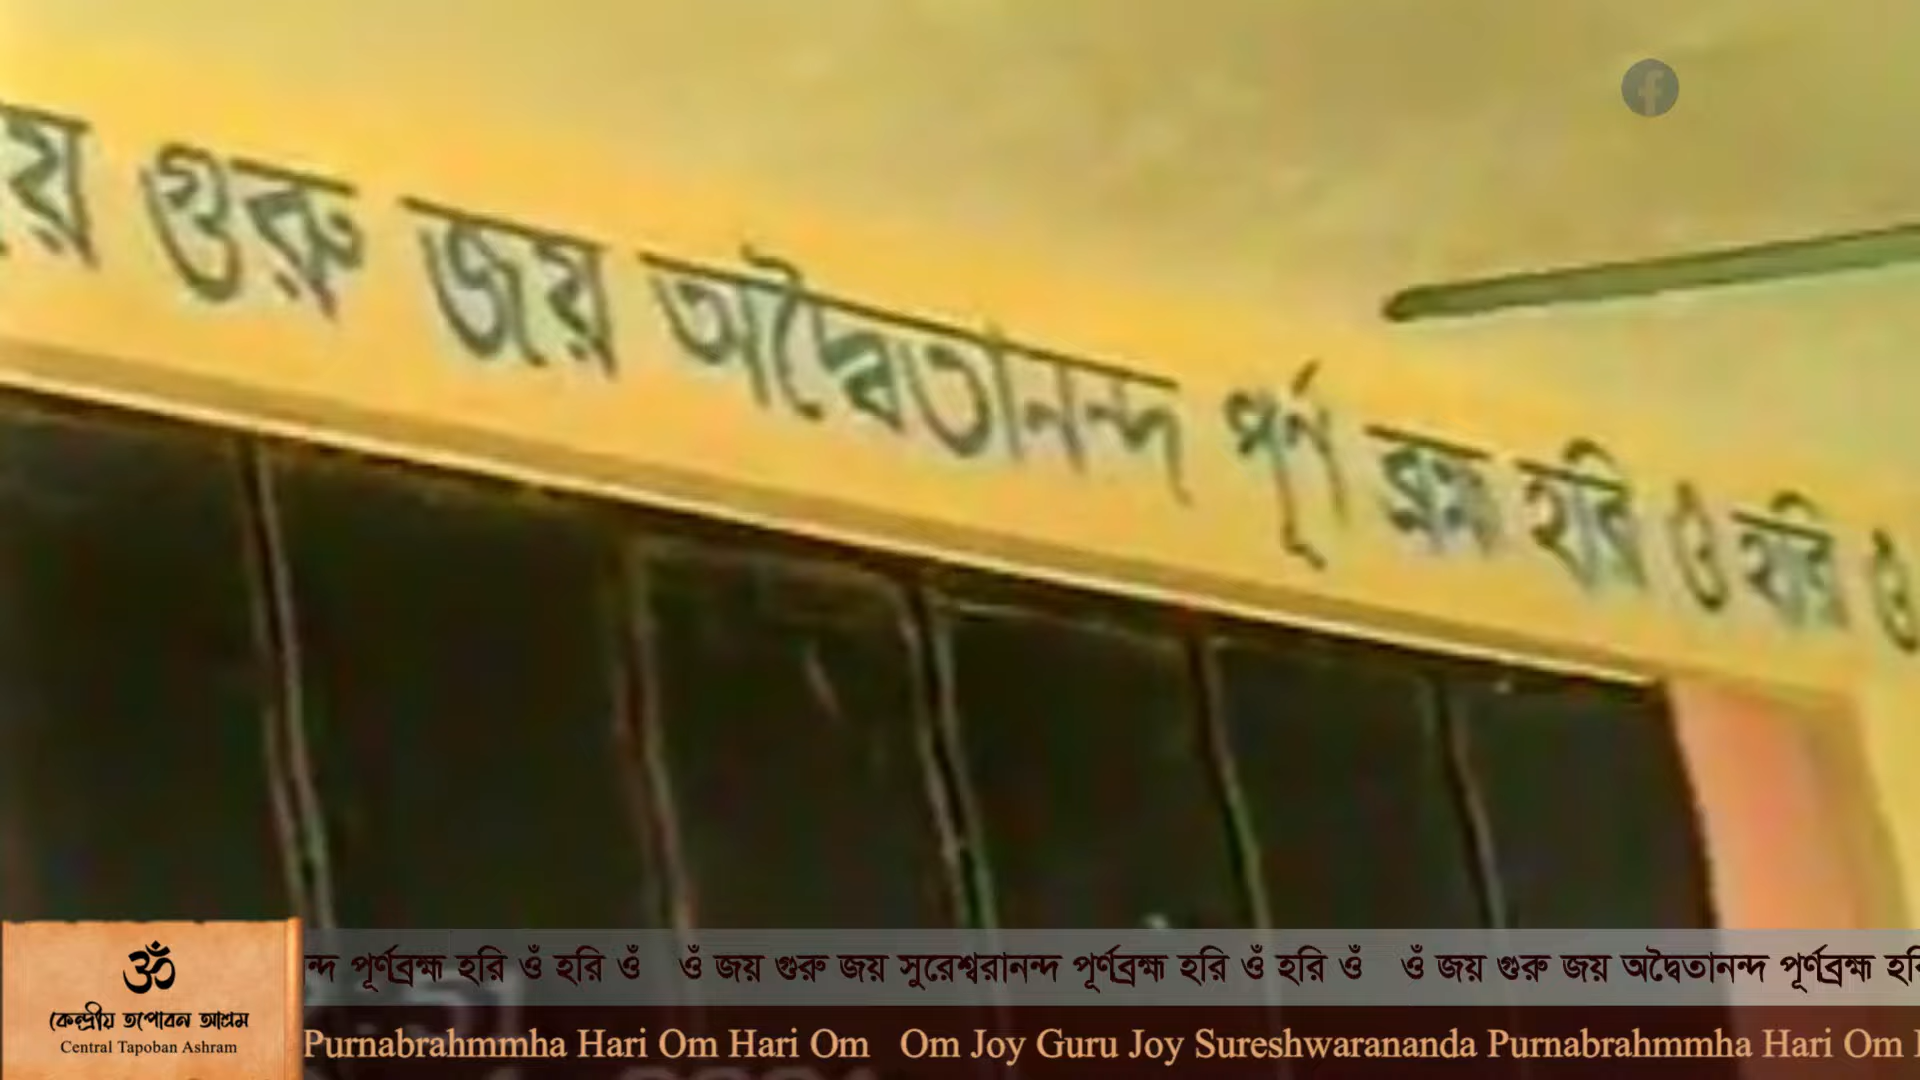 য় গুরু জয় অদ্বৈতানন্দ পূর্ণ ব্রহ্ম হরি ওঁ হরি ওঁ
ॐ
কেন্দ্রীয় তপোবন আশ্রম
Central Tapoban Ashram
ন্দ পূর্ণব্রহ্ম হরি ওঁ হরি ওঁ ওঁ জয় গুরু জয় সুরেশ্বরানন্দ পূর্ণব্রহ্ম হরি ওঁ হরি ওঁ ওঁ জয় গুরু জয় অদ্বৈতানন্দ পূর্ণব্রহ্ম হরি
Purnabrahmmha Hari Om Hari Om Om Joy Guru Joy Sureshwarananda Purnabrahmmha Hari Om